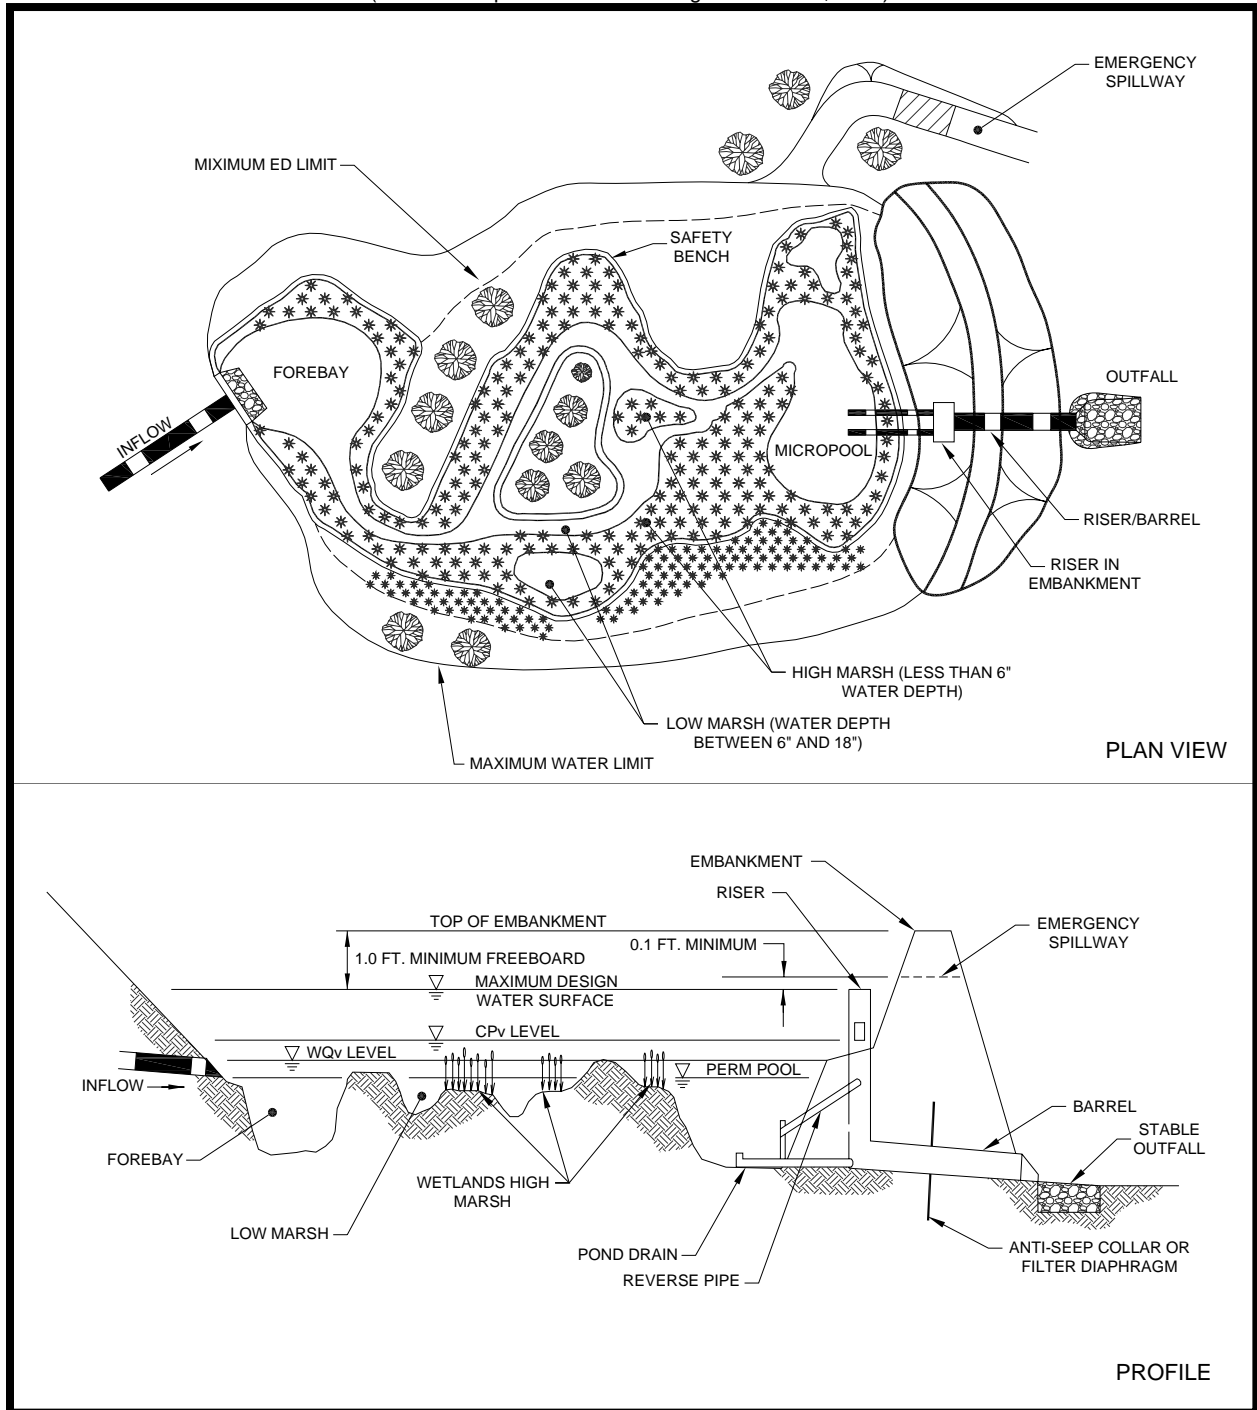 EMERGENCY
SPILLWAY
MIXIMUM ED LIMIT
SAFETY
BENCH
FOREBAY
OUTFALL
INFLOW
MICROPOOL
RISER/BARREL
RISER IN
EMBANKMENT
HIGH MARSH (LESS THAN 6"
WATER DEPTH)
LOW MARSH (WATER DEPTH
BETWEEN 6" AND 18")
PLAN VIEW
MAXIMUM WATER LIMIT
EMBANKMENT
RISER
TOP OF EMBANKMENT
EMERGENCY
SPILLWAY
0.1 FT. MINIMUM
1.0 FT. MINIMUM FREEBOARD
MAXIMUM DESIGN
WATER SURFACE
CPv LEVEL
WQv LEVEL
PERM POOL
INFLOW
BARREL
STABLE
OUTFALL
FOREBAY
WETLANDS HIGH
MARSH
LOW MARSH
POND DRAIN
ANTI-SEEP COLLAR OR
FILTER DIAPHRAGM
REVERSE PIPE
PROFILE